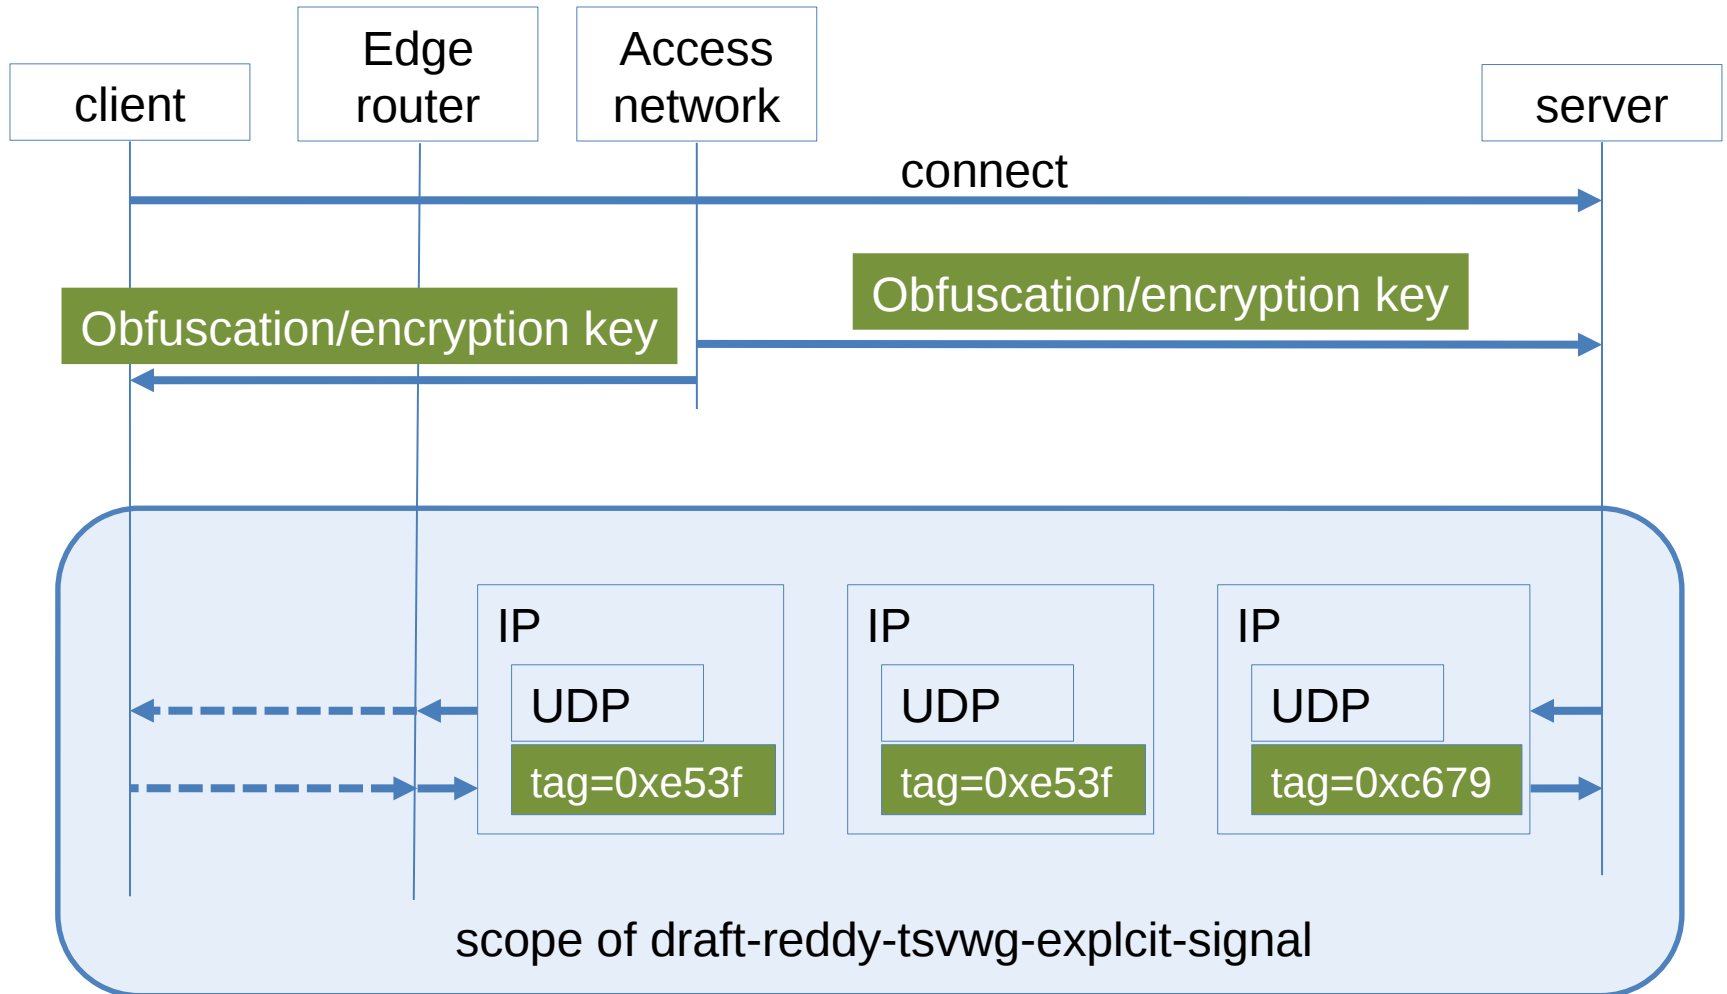 client
Edge
router
Access
network
server
connect
Obfuscation/encryption key
Obfuscation/encryption key
IP
UDP
tag=0xe53f
IP
UDP
tag=0xe53f
IP
UDP
tag=0xc679
scope of draft-reddy-tsvwg-explcit-signal